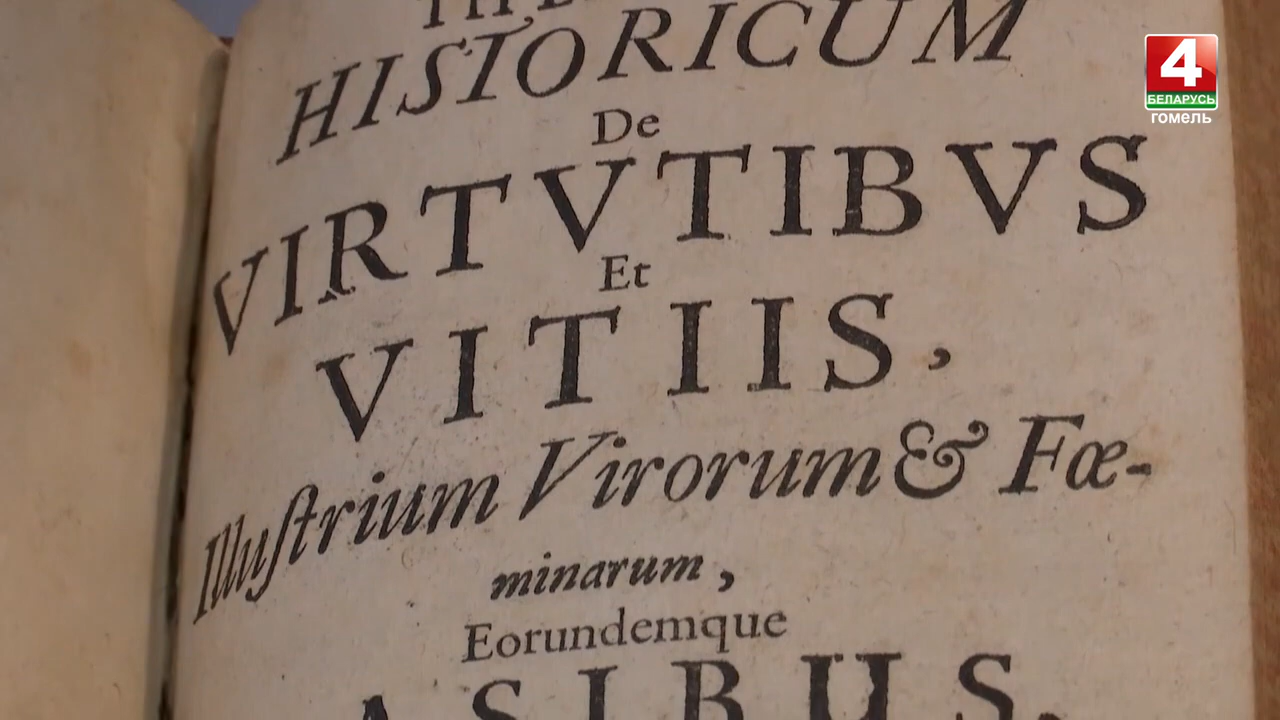 HISTORICUM
De
VIRTVTIBVS
Et
VITIIS,
Illuſtrium Virorum & Fœ-
minarum,
Eorundemque
4
БЕЛАРУСЬ
ГОМЕЛЬ